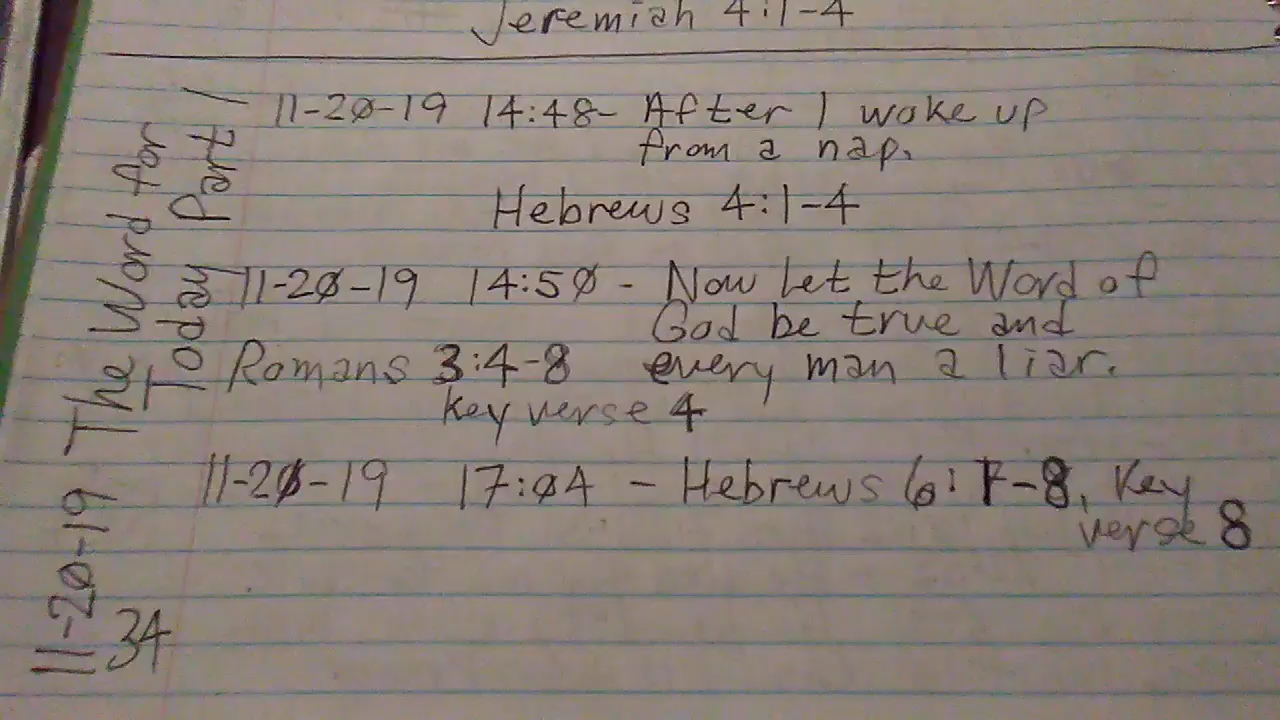 Jeremiah 4:1-4
11-20-19 14:48- After I woke up
from a nap.
Hebrews 4:1-4
11-20-19 14:50 - Now let the Word of
God be true and
Romans 3:4-8 every man a liar.
key verse 4
11-20-19 17:04 - Hebrews 6: -8, Key
verse 8
11-20-19 The Word for
Today Part 1
34